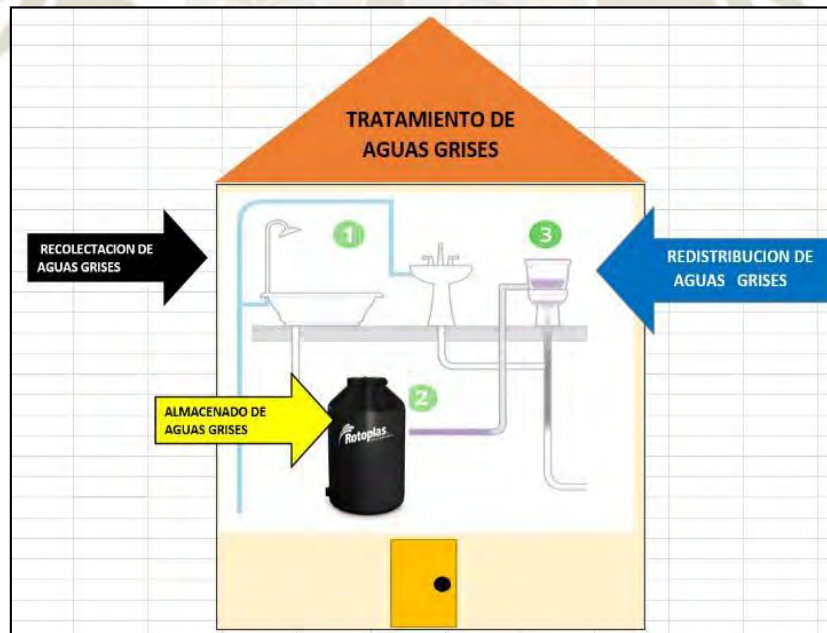 TRATAMIENTO DE
AGUAS GRISES
RECOLECTACION DE
AGUAS GRISES
1
3
REDISTRIBUCION DE
AGUAS GRISES
ALMACENADO DE
AGUAS GRISES
2
Rotoplas